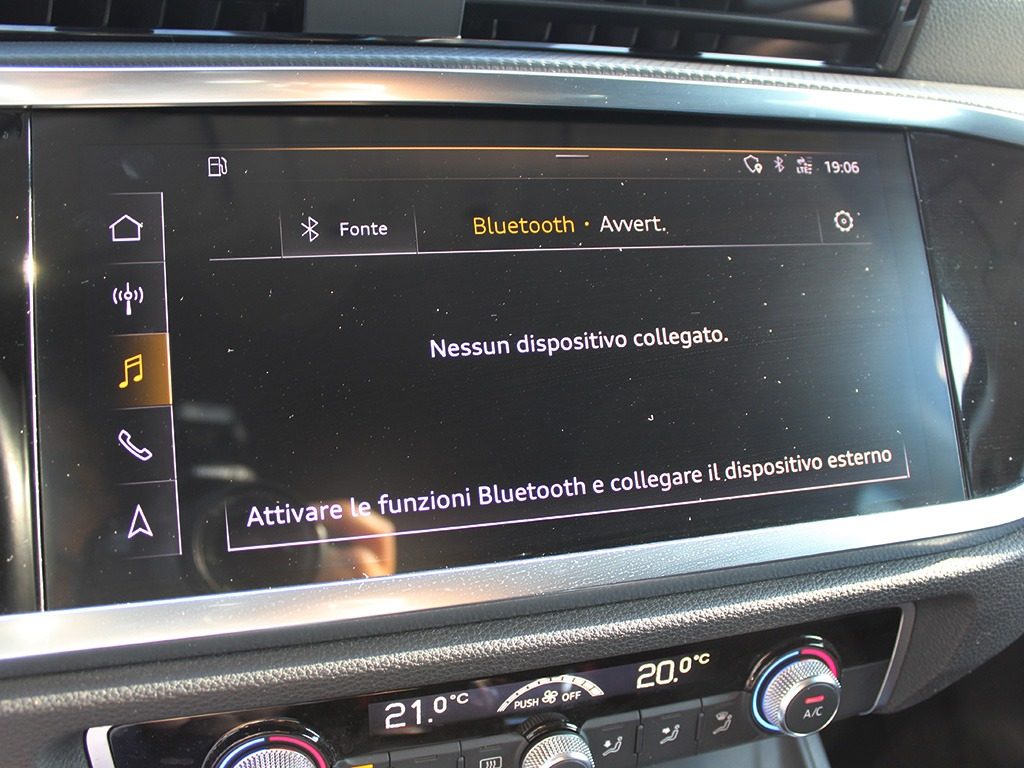 LTE 19:06
Fonte
Bluetooth • Avvert.
Nessun dispositivo collegato.
Attivare le funzioni Bluetooth e collegare il dispositivo esterno
21.0°C
PUSH OFF
20.0°C
A/C